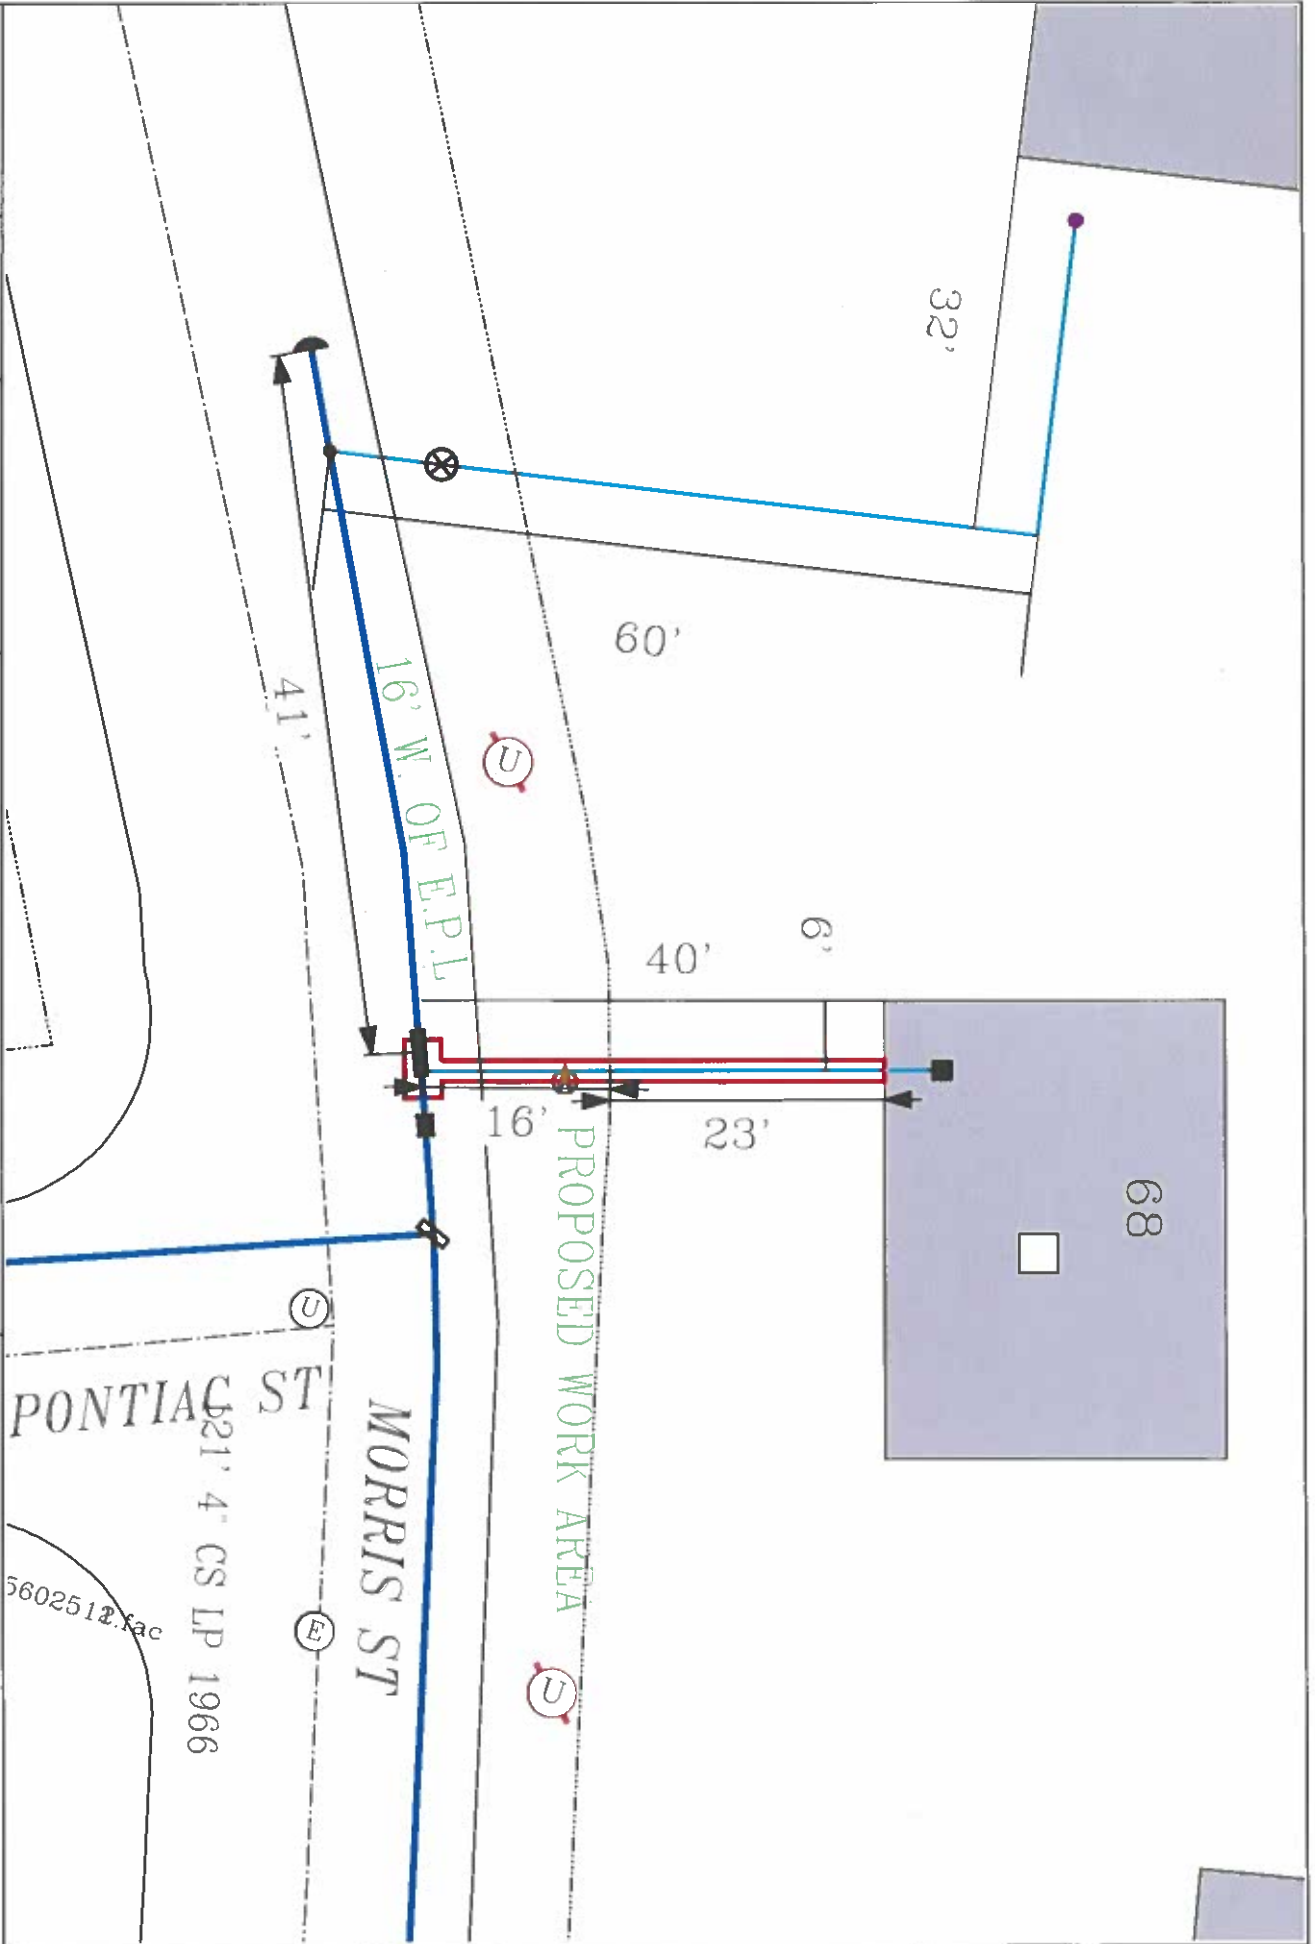 32'
60'
U
41'
16' W. OF E.P.L
6'
40'
16'
23'
PROPOSED WORK AREA
68
U
PONTIAC ST
MORRIS ST
4" CS LP 1966
E
U